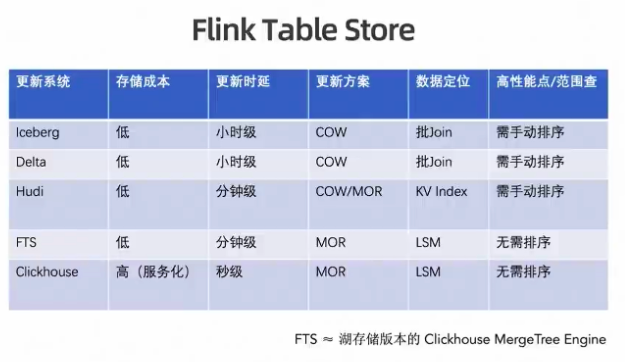 Flink Table Store
更新系统 存储成本 更新时延 更新方案 数据定位 高性能点/范围查
Iceberg 低 小时级 COW 批Join 需手动排序
Delta 低 小时级 COW 批Join 需手动排序
Hudi 低 分钟级 COW/MOR KV Index 需手动排序
FTS 低 分钟级 MOR LSM 无需排序
Clickhouse 高（服务化） 秒级 MOR LSM 无需排序
FTS ≈ 湖存储版本的 Clickhouse MergeTree Engine